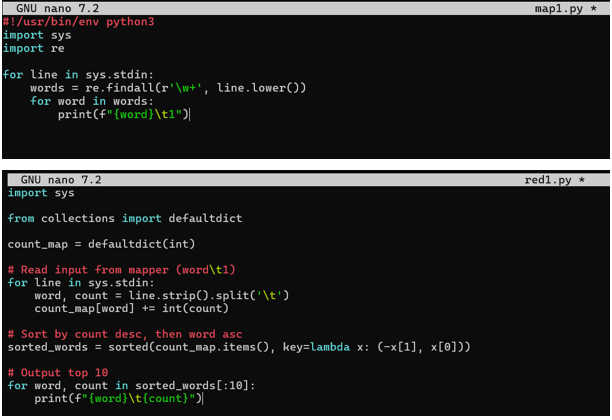 GNU nano 7.2 map1.py *
#!/usr/bin/env python3
import sys
import re

for line in sys.stdin:
    words = re.findall(r'\w+', line.lower())
    for word in words:
        print(f"{word}\t1")

GNU nano 7.2 red1.py *
import sys

from collections import defaultdict

count_map = defaultdict(int)

# Read input from mapper (word\t1)
for line in sys.stdin:
    word, count = line.strip().split('\t')
    count_map[word] += int(count)

# Sort by count desc, then word asc
sorted_words = sorted(count_map.items(), key=lambda x: (-x[1], x[0]))

# Output top 10
for word, count in sorted_words[:10]:
    print(f"{word}\t{count}")